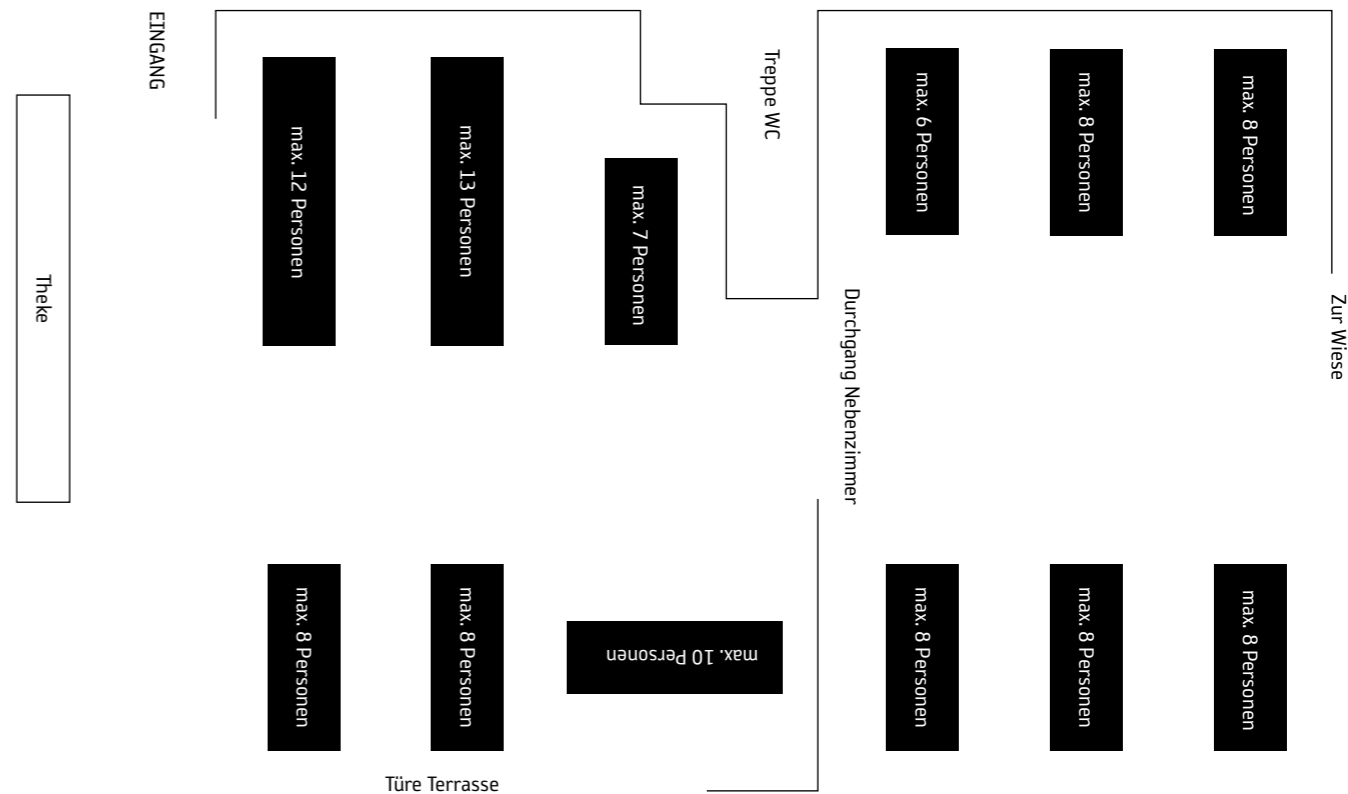 EINGANG
Theke
max. 12 Personen
max. 13 Personen
max. 7 Personen
Treppe WC
max. 6 Personen
max. 8 Personen
max. 8 Personen
Durchgang Nebenzimmer
Zur Wiese
max. 8 Personen
max. 8 Personen
max. 10 Personen
max. 8 Personen
max. 8 Personen
max. 8 Personen
Türe Terrasse